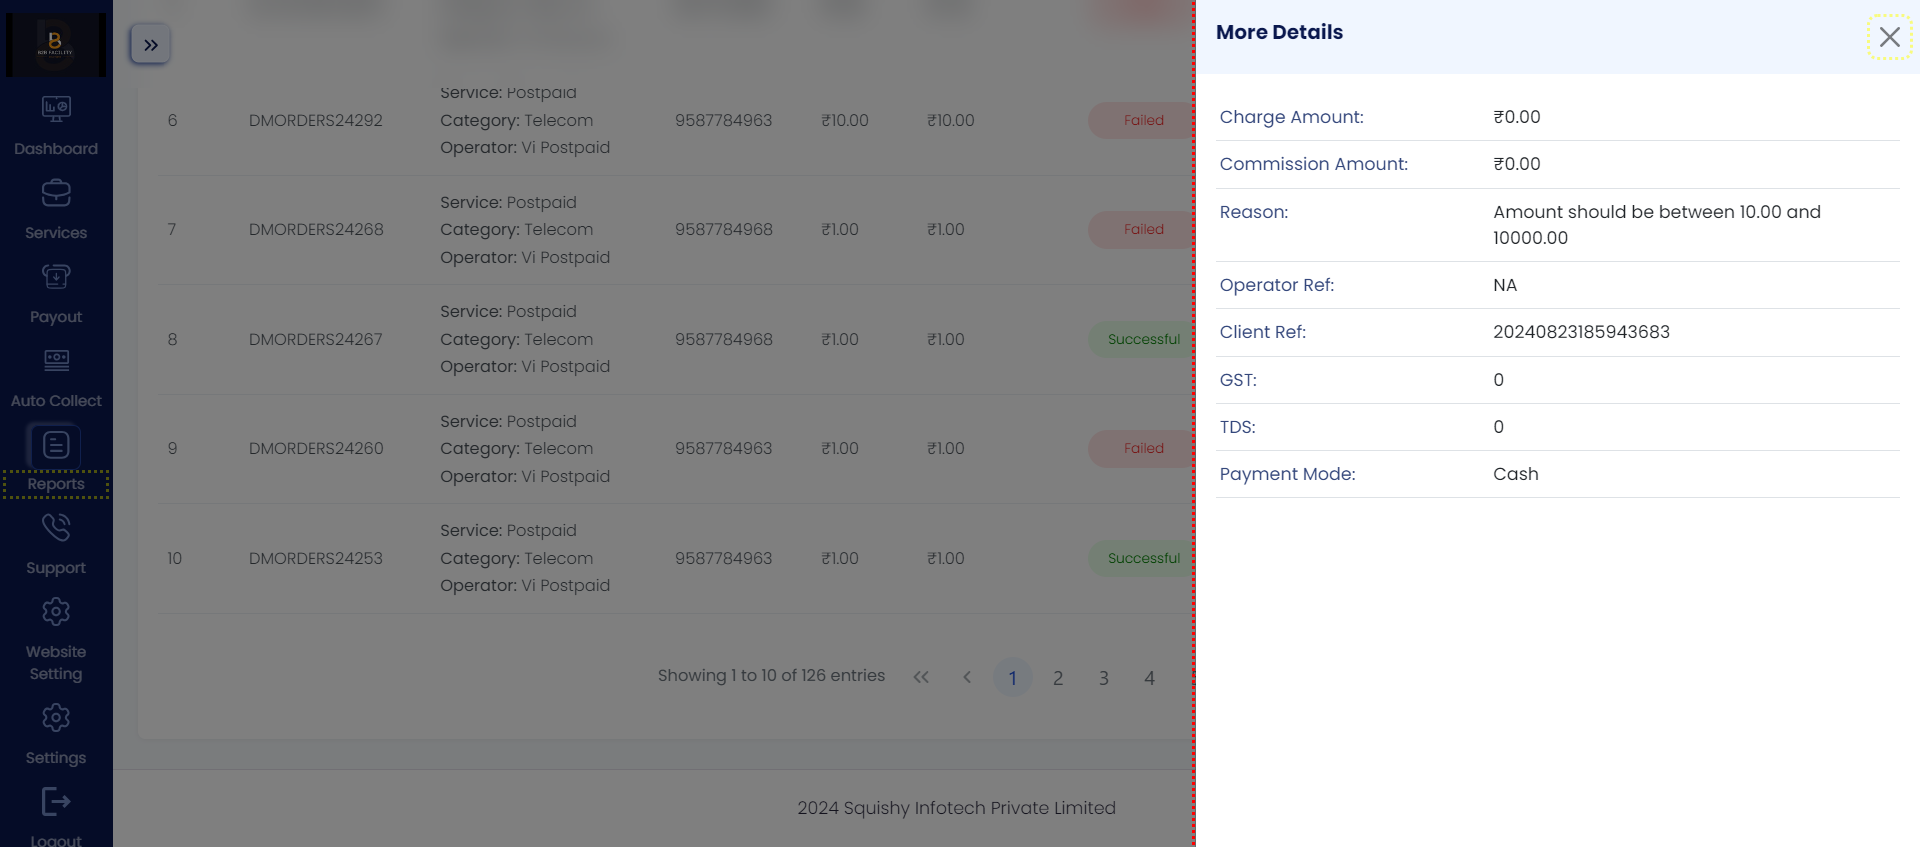 B2B FACILITY
Dashboard
Services
Payout
Auto Collect
Reports
Support
Website
Setting
Settings
Logout
Service: Postpaid
6 DMORDERS24292 Category: Telecom 9587784963 ₹10.00 ₹10.00 Failed
Operator: Vi Postpaid
Service: Postpaid
7 DMORDERS24268 Category: Telecom 9587784968 ₹1.00 ₹1.00 Failed
Operator: Vi Postpaid
Service: Postpaid
8 DMORDERS24267 Category: Telecom 9587784968 ₹1.00 ₹1.00 Successful
Operator: Vi Postpaid
Service: Postpaid
9 DMORDERS24260 Category: Telecom 9587784963 ₹1.00 ₹1.00 Failed
Operator: Vi Postpaid
Service: Postpaid
10 DMORDERS24253 Category: Telecom 9587784963 ₹1.00 ₹1.00 Successful
Operator: Vi Postpaid
Showing 1 to 10 of 126 entries 1 2 3 4
2024 Squishy Infotech Private Limited
More Details
Charge Amount: ₹0.00
Commission Amount: ₹0.00
Reason: Amount should be between 10.00 and
10000.00
Operator Ref: NA
Client Ref: 20240823185943683
GST: 0
TDS: 0
Payment Mode: Cash